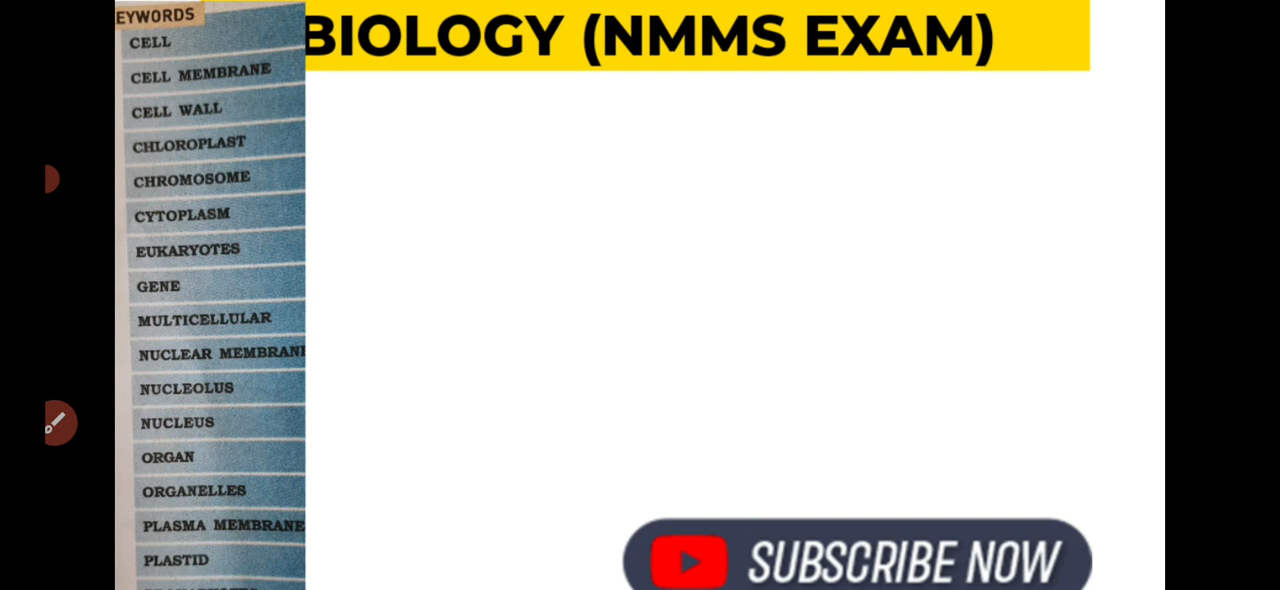 EYWORDS
BIOLOGY (NMMS EXAM)
CELL
CELL MEMBRANE
CELL WALL
CHLOROPLAST
CHROMOSOME
CYTOPLASM
EUKARYOTES
GENE
MULTICELLULAR
NUCLEAR MEMBRAN
NUCLEOLUS
NUCLEUS
ORGAN
ORGANELLES
PLASMA MEMBRANE
PLASTID
SUBSCRIBE NOW